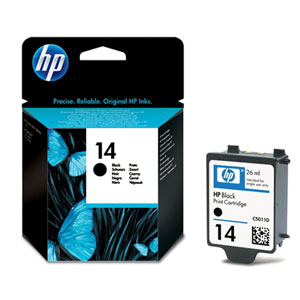 hp
Precise. Reliable. Original HP Inks.
14
Black
Schwarz
Noir
Negro
Nero
Preto
Zwart
hp
26 ml
HP Black
Print Cartridge
14
C5011D